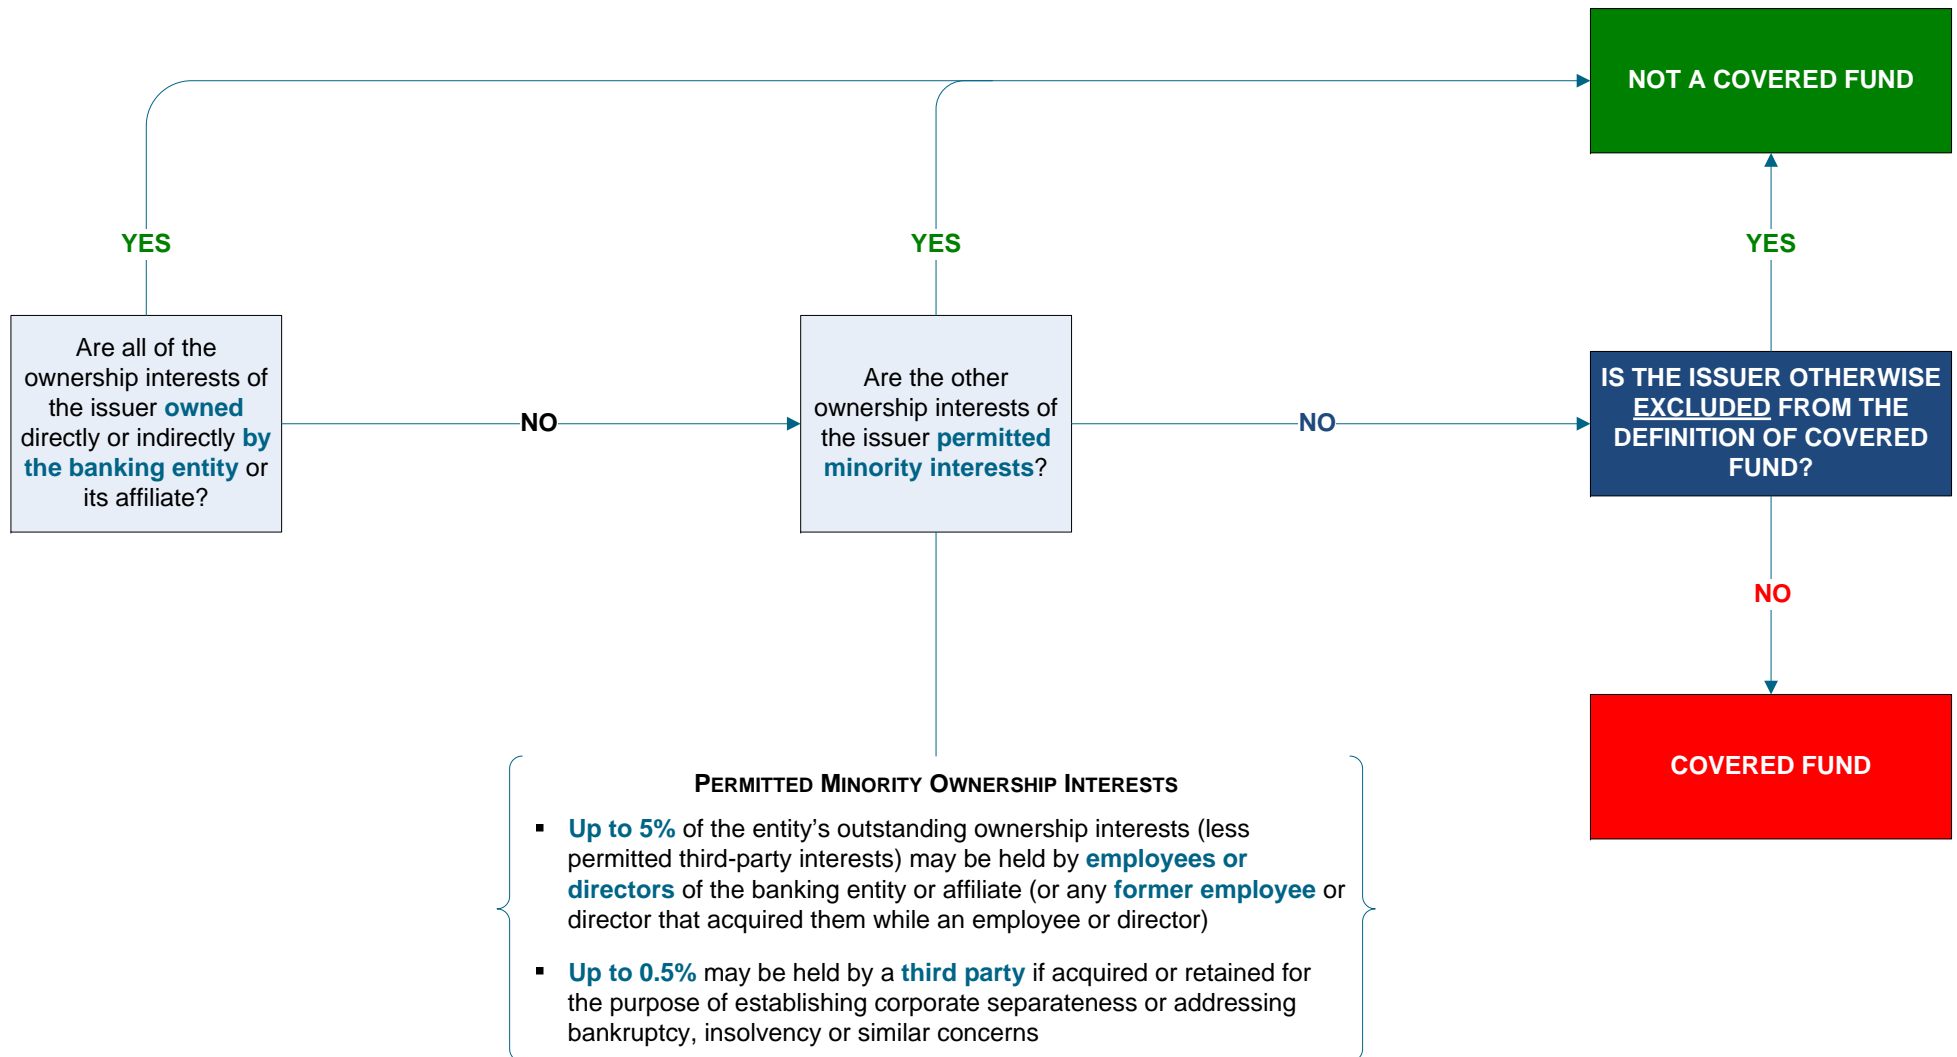 NOT A COVERED FUND
YES
YES
YES
Are all of the
ownership interests of
the issuer owned
directly or indirectly by
the banking entity or
its affiliate?
NO
Are the other
ownership interests of
the issuer permitted
minority interests?
NO
IS THE ISSUER OTHERWISE
EXCLUDED FROM THE
DEFINITION OF COVERED
FUND?
NO
COVERED FUND
PERMITTED MINORITY OWNERSHIP INTERESTS
▪ Up to 5% of the entity’s outstanding ownership interests (less
permitted third-party interests) may be held by employees or
directors of the banking entity or affiliate (or any former employee or
director that acquired them while an employee or director)
▪ Up to 0.5% may be held by a third party if acquired or retained for
the purpose of establishing corporate separateness or addressing
bankruptcy, insolvency or similar concerns